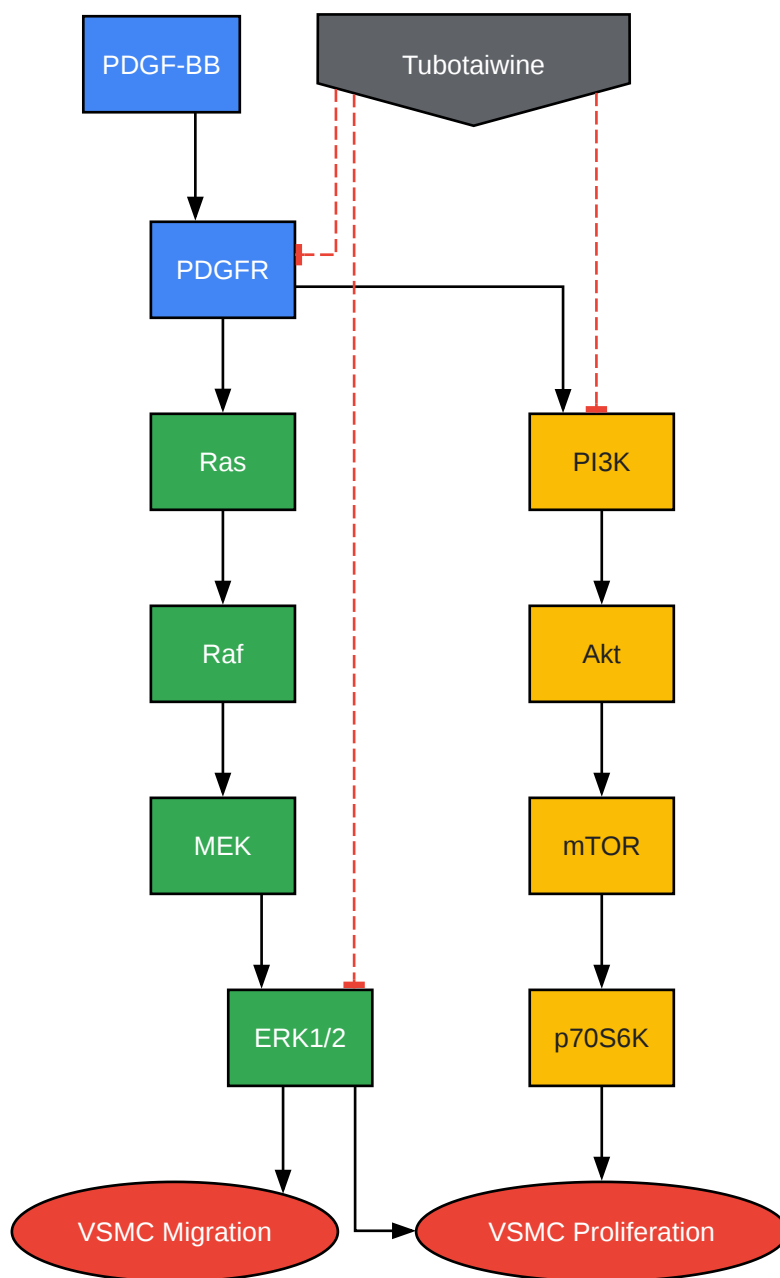 PDGF-BB
Tubotaiwine
PDGFR
Ras
PI3K
Raf
Akt
MEK
mTOR
ERK1/2
p70S6K
VSMC Migration
VSMC Proliferation